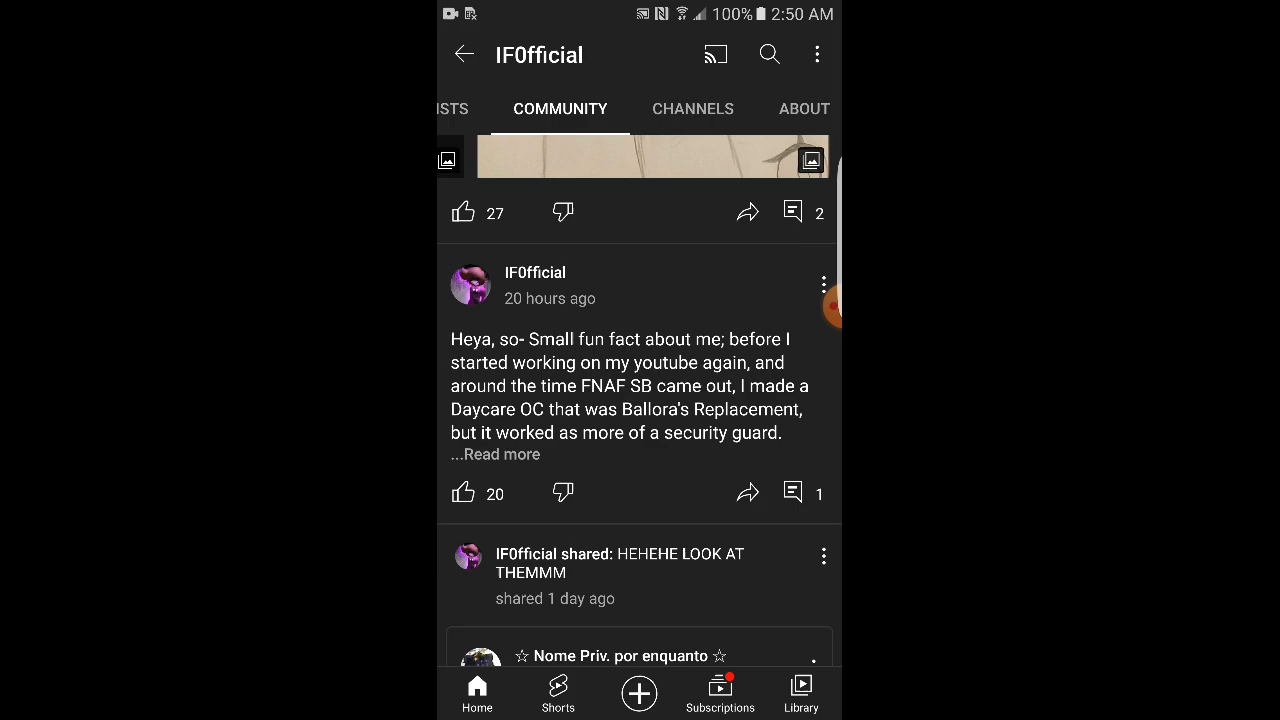 100% 2:50 AM
IF0fficial
ISTS COMMUNITY CHANNELS ABOUT
27 2
IF0fficial
20 hours ago
Heya, so- Small fun fact about me; before I
started working on my youtube again, and
around the time FNAF SB came out, I made a
Daycare OC that was Ballora's Replacement,
but it worked as more of a security guard.
...Read more
20 1
IF0fficial shared: HEHEHE LOOK AT
THEMMM
shared 1 day ago
☆ Nome Priv. por enquanto ☆
Home Shorts Subscriptions Library